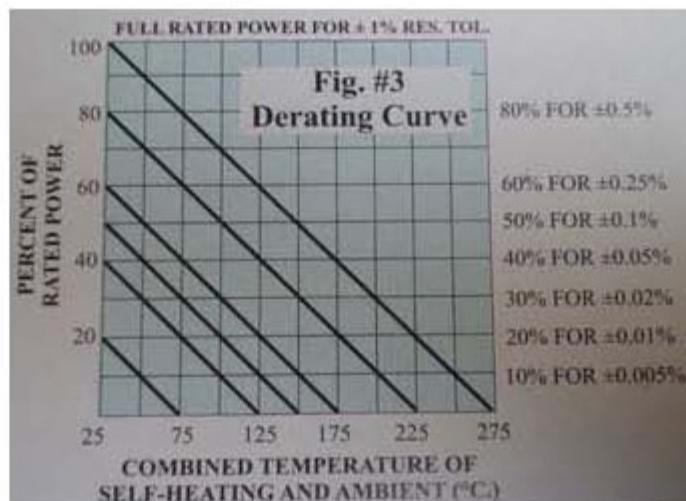 FULL RATED POWER FOR ± 1% RES. TOL.
Fig. #3
Derating Curve
PERCENT OF
RATED POWER
100
80
60
40
20
80% FOR ±0.5%
60% FOR ±0.25%
50% FOR ±0.1%
40% FOR ±0.05%
30% FOR ±0.02%
20% FOR ±0.01%
10% FOR ±0.005%
25 75 125 175 225 275
COMBINED TEMPERATURE OF
SELF-HEATING AND AMBIENT (°C.)